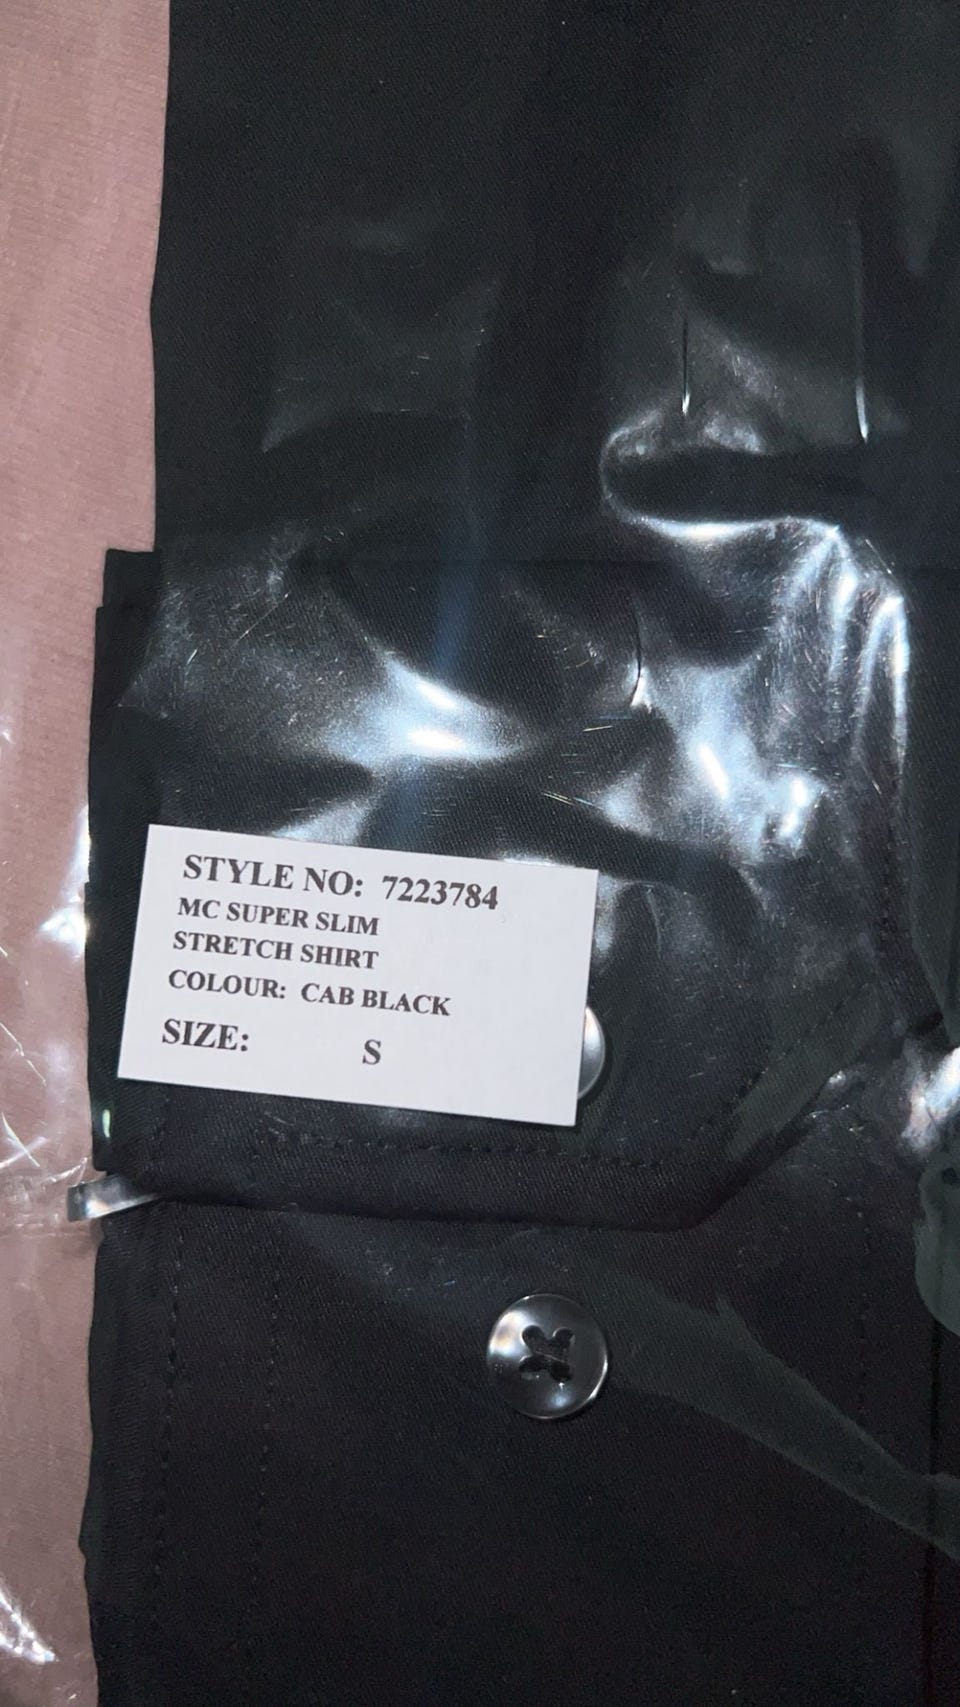 STYLE NO: 7223784
MC SUPER SLIM
STRETCH SHIRT
COLOUR: CAB BLACK
SIZE: S